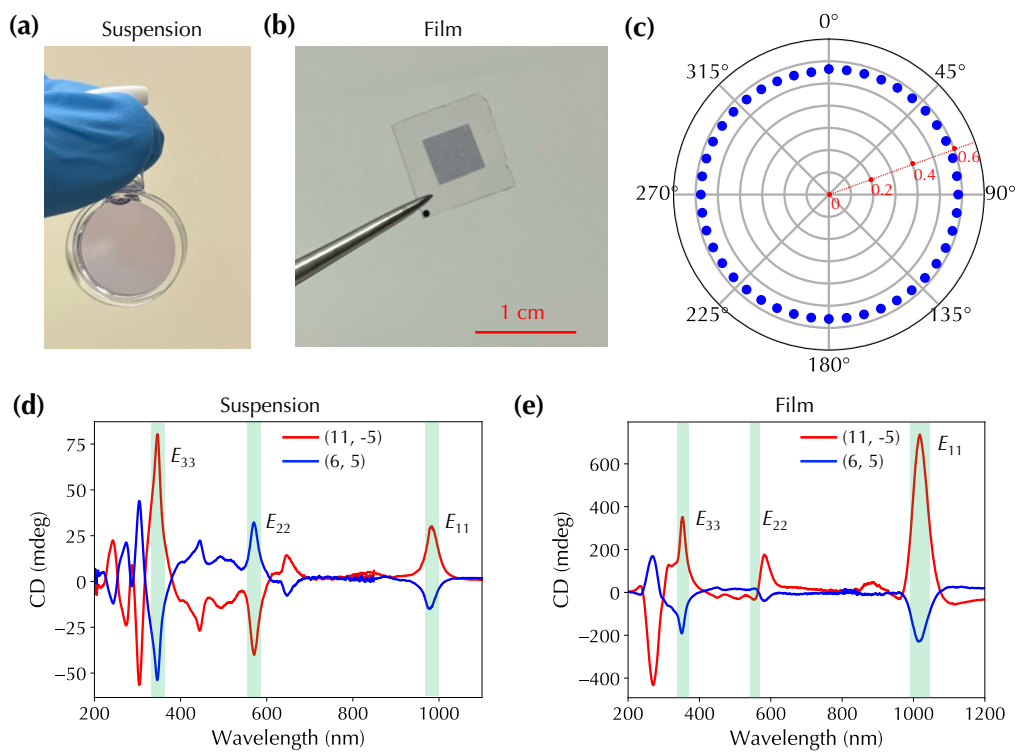 (a)
Suspension
(b)
Film
1 cm
(c)
0°
45°
90°
135°
180°
225°
270°
315°
0
0.2
0.4
0.6
(d)
Suspension
CD (mdeg)
75
50
25
0
−25
−50
200
400
600
800
1000
Wavelength (nm)
(11, -5)
(6, 5)
E33
E22
E11
(e)
Film
CD (mdeg)
600
400
200
0
−200
−400
200
400
600
800
1000
1200
Wavelength (nm)
(11, -5)
(6, 5)
E33
E22
E11